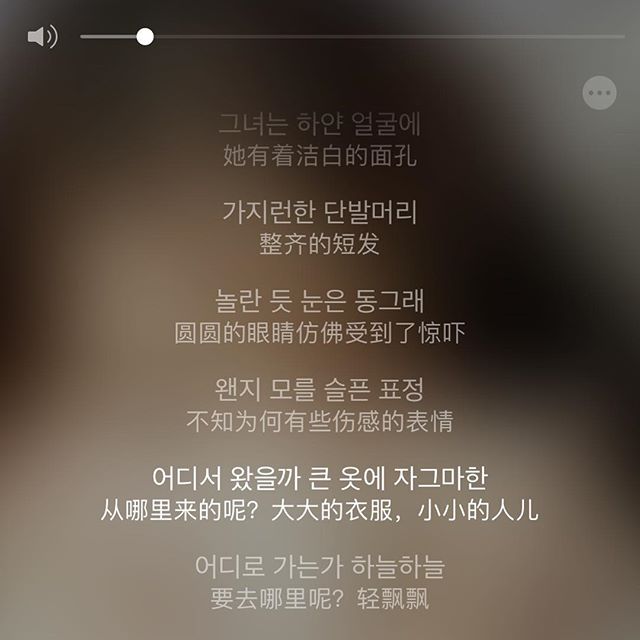 그녀는 하얀 얼굴에
她有着洁白的面孔
가지런한 단발머리
整齐的短发
놀란 듯 눈은 동그래
圆圆的眼睛仿佛受到了惊吓
왠지 모를 슬픈 표정
不知为何有些伤感的表情
어디서 왔을까 큰 옷에 자그마한
从哪里来的呢？大大的衣服，小小的人儿
어디로 가는가 하늘하늘
要去哪里呢？轻飘飘